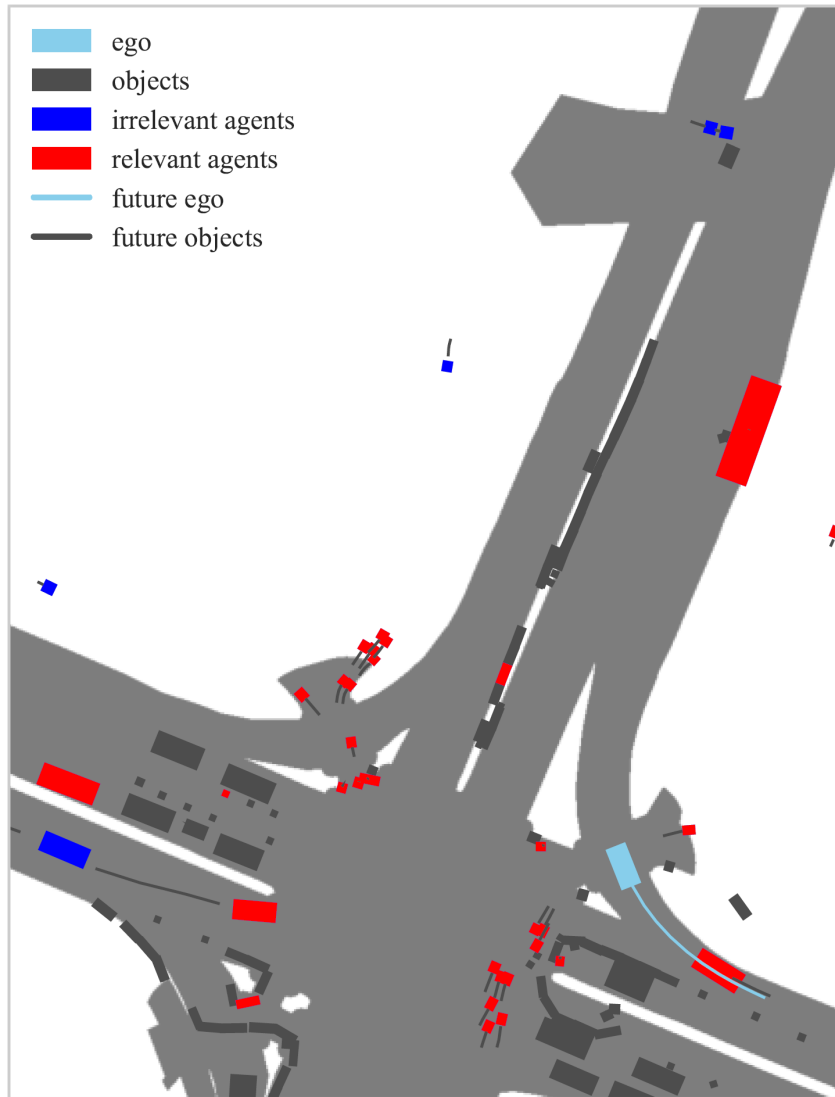 ego
objects
irrelevant agents
relevant agents
future ego
future objects